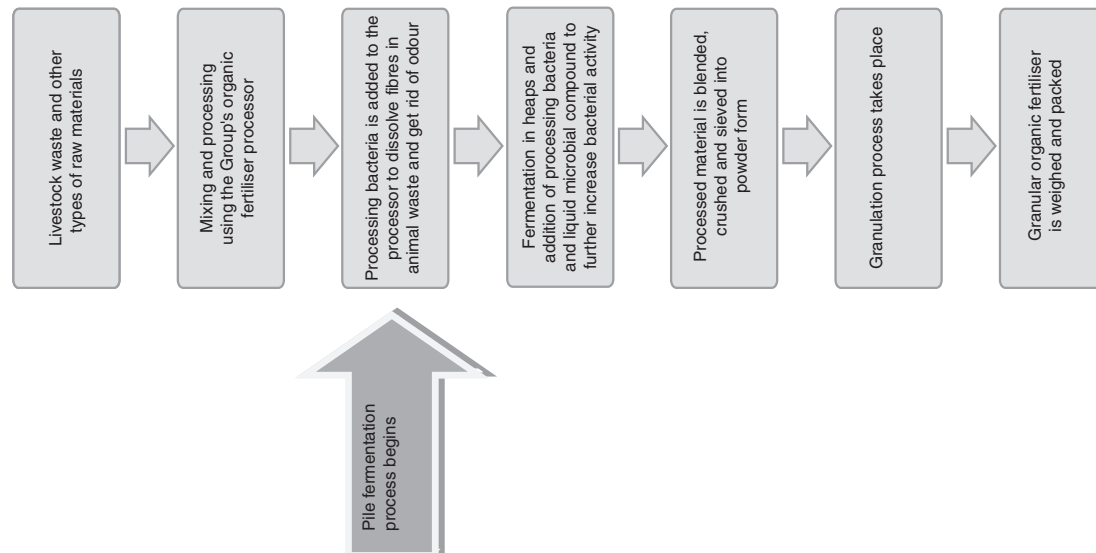 Livestock waste and other
types of raw materials
Mixing and processing
using the Group's organic
fertiliser processor
Processing bacteria is added to the
processor to dissolve fibres in
animal waste and get rid of odour
Fermentation in heaps and
addition of processing bacteria
and liquid microbial compound to
further increase bacterial activity
Processed material is blended,
crushed and sieved into
powder form
Granulation process takes place
Granular organic fertiliser
is weighed and packed
Pile fermentation
process begins